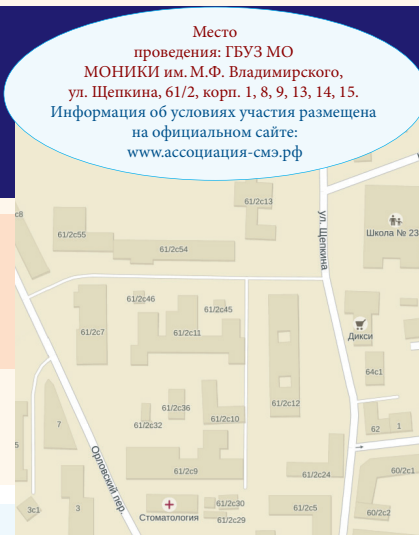 Место
проведения: ГБУЗ МО
МОНИКИ им. М.Ф. Владимирского,
ул. Щепкина, 61/2, корп. 1, 8, 9, 13, 14, 15.
Информация об условиях участия размещена
на официальном сайте:
www.ассоциация-смэ.рф
61/2с13
с8
61/2с55
61/2с54
ул. Щепкина
Школа № 23
61/2с46
61/2с45
61/2с7
61/2с11
Дикси
64с1
61/2с36
61/2с12
61/2с32
61/2с10
7
62
1
5
Орловский пер.
61/2с9
61/2с24
60/2с1
3с1
3
Стоматология
61/2с30
61/2с29
61/2с5
60/2с2